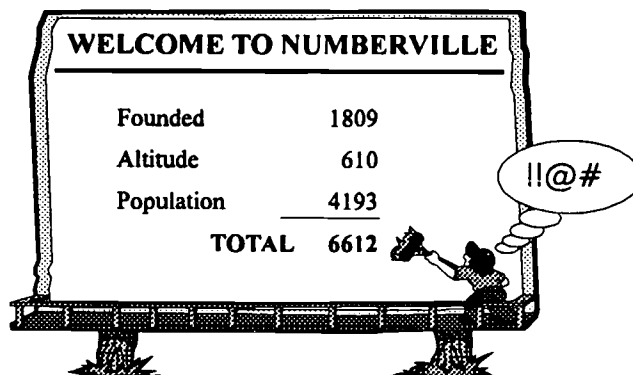 WELCOME TO NUMBERVILLE
Founded 1809
Altitude 610
Population 4193
TOTAL 6612
!!@#